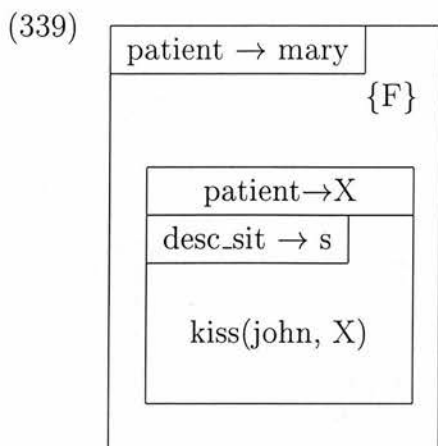 (339)
patient → mary
{F}
patient→X
desc_sit → s
kiss(john, X)